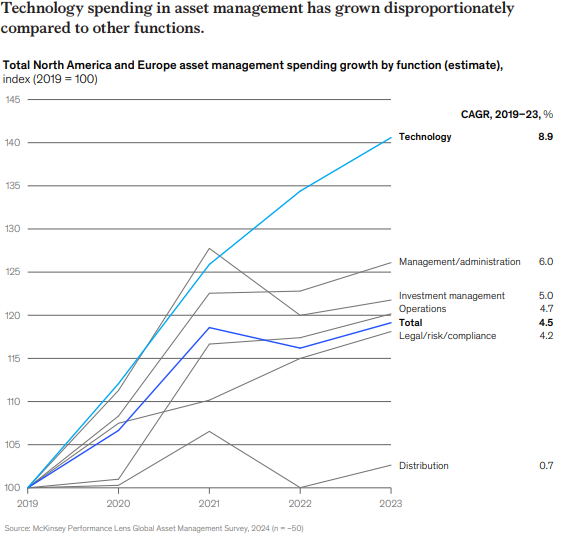 Technology spending in asset management has grown disproportionately
compared to other functions.
Total North America and Europe asset management spending growth by function (estimate),
index (2019 = 100)
CAGR, 2019–23, %
145
140
135
130
125
120
115
110
105
100
Technology 8.9
Management/administration 6.0
Investment management 5.0
Operations 4.7
Total 4.5
Legal/risk/compliance 4.2
Distribution 0.7
2019 2020 2021 2022 2023
Source: McKinsey Performance Lens Global Asset Management Survey, 2024 (n = ~50)